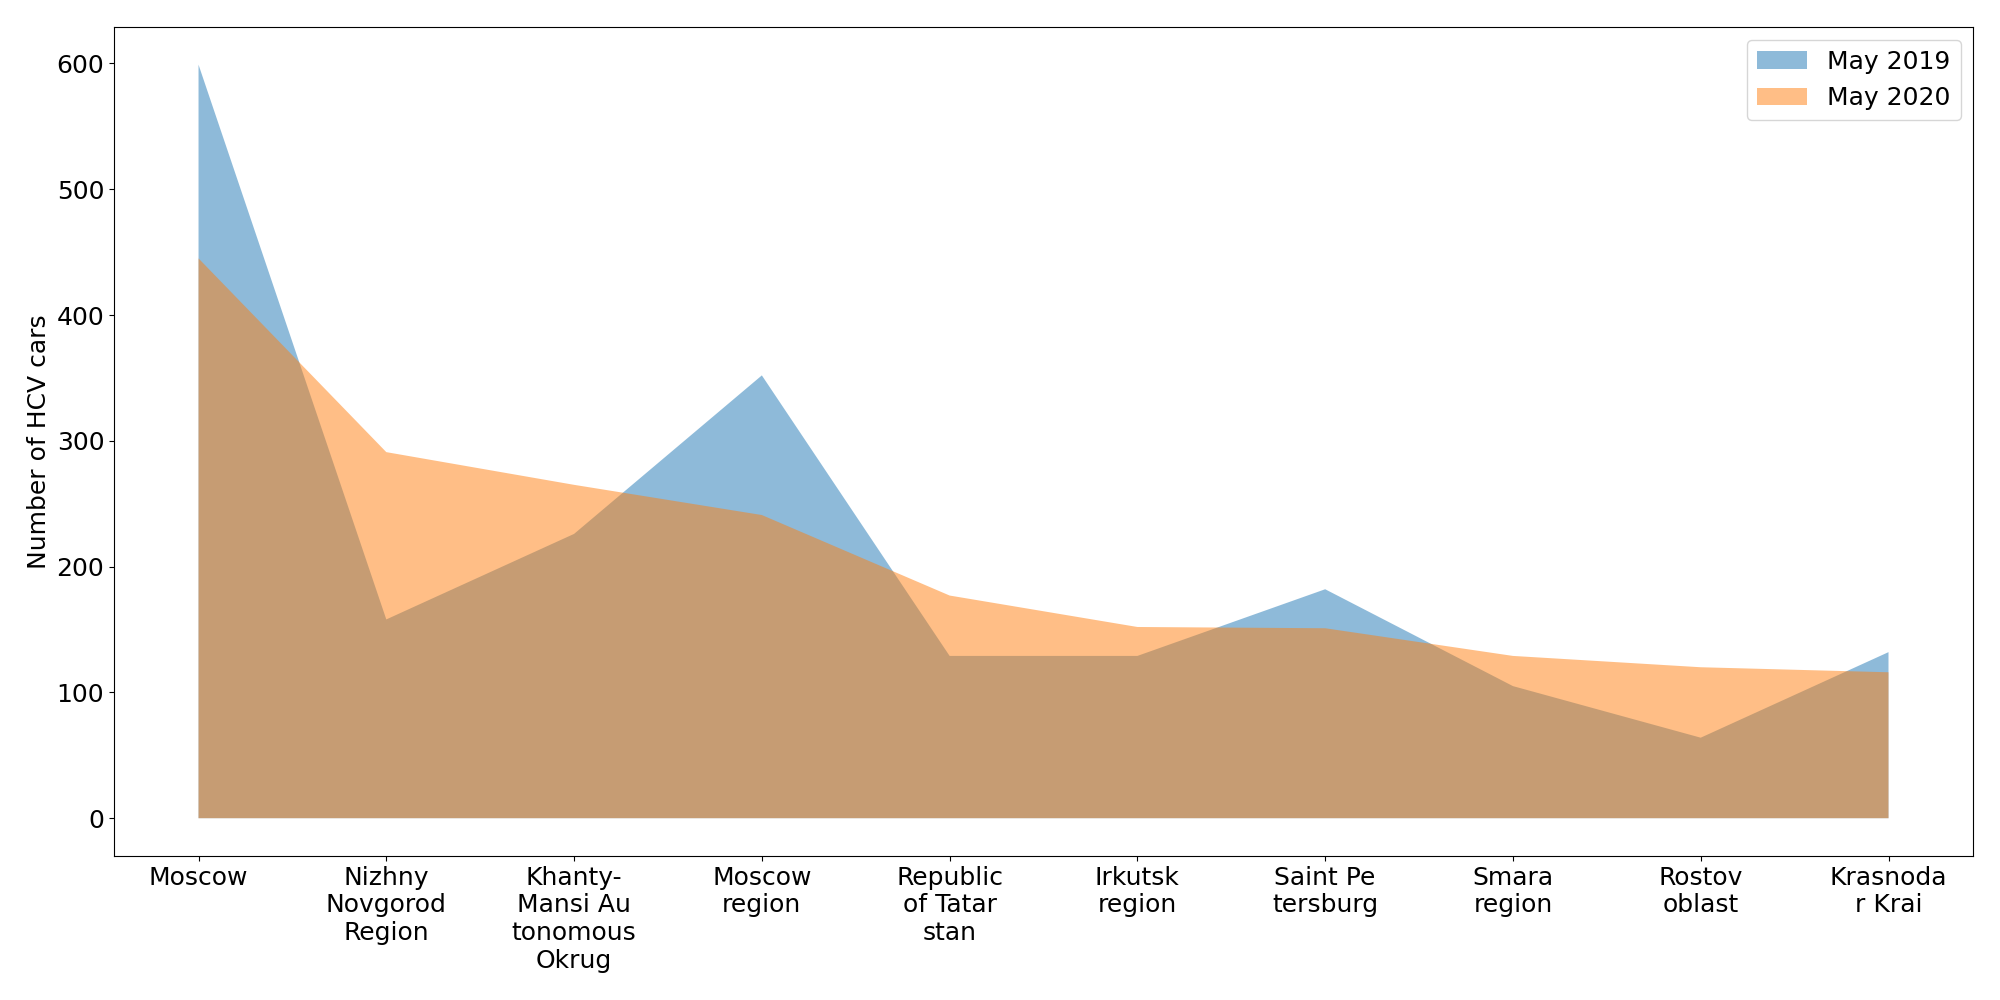 May 2019
May 2020
Number of HCV cars
600
500
400
300
200
100
0
Moscow
Nizhny
Novgorod
Region
Khanty-
Mansi Au
tonomous
Okrug
Moscow
region
Republic
of Tatar
stan
Irkutsk
region
Saint Pe
tersburg
Smara
region
Rostov
oblast
Krasnoda
r Krai